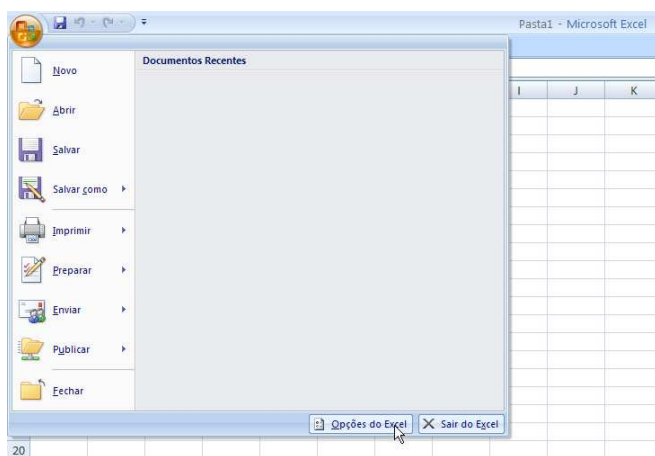 Pasta1 - Microsoft Excel
Documentos Recentes
Novo
Abrir
Salvar
Salvar como
Imprimir
Preparar
Enviar
Publicar
Fechar
Opções do Excel
Sair do Excel
I J K
20